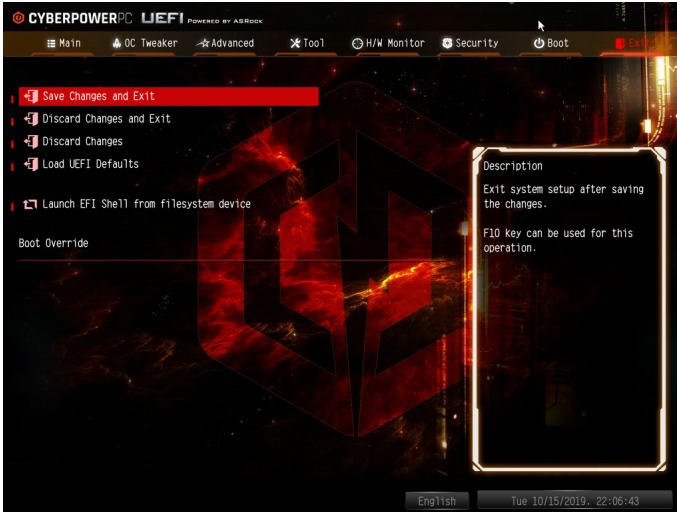 CYBERPOWERPC UEFI POWERED BY ASROCK
Main OC Tweaker Advanced Tool H/W Monitor Security Boot Exit
Save Changes and Exit
Discard Changes and Exit
Discard Changes
Load UEFI Defaults
Launch EFI Shell from filesystem device
Boot Override
Description
Exit system setup after saving
the changes.
F10 key can be used for this
operation.
English
Tue 10/15/2019. 22:06:43